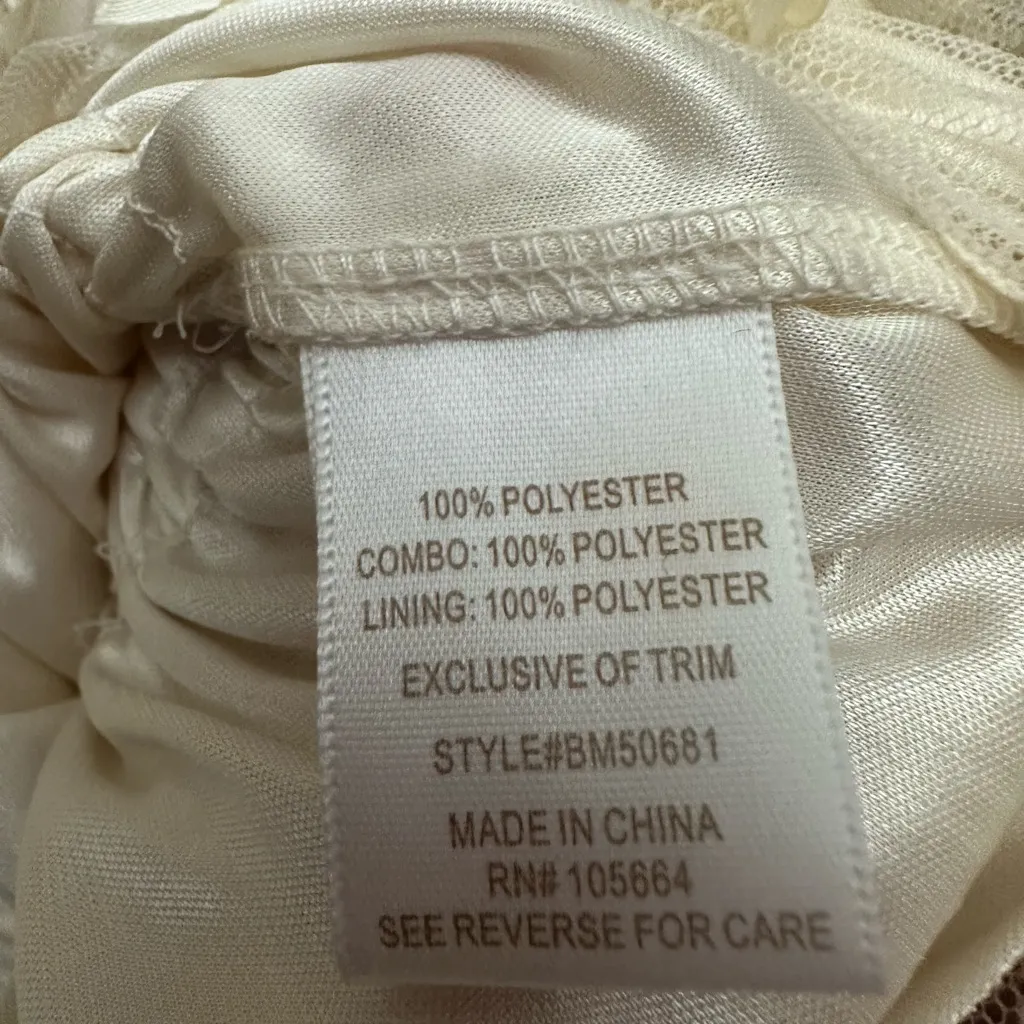 100% POLYESTER
COMBO: 100% POLYESTER
LINING: 100% POLYESTER
EXCLUSIVE OF TRIM
STYLE#BM50681
MADE IN CHINA
RN# 105664
SEE REVERSE FOR CARE